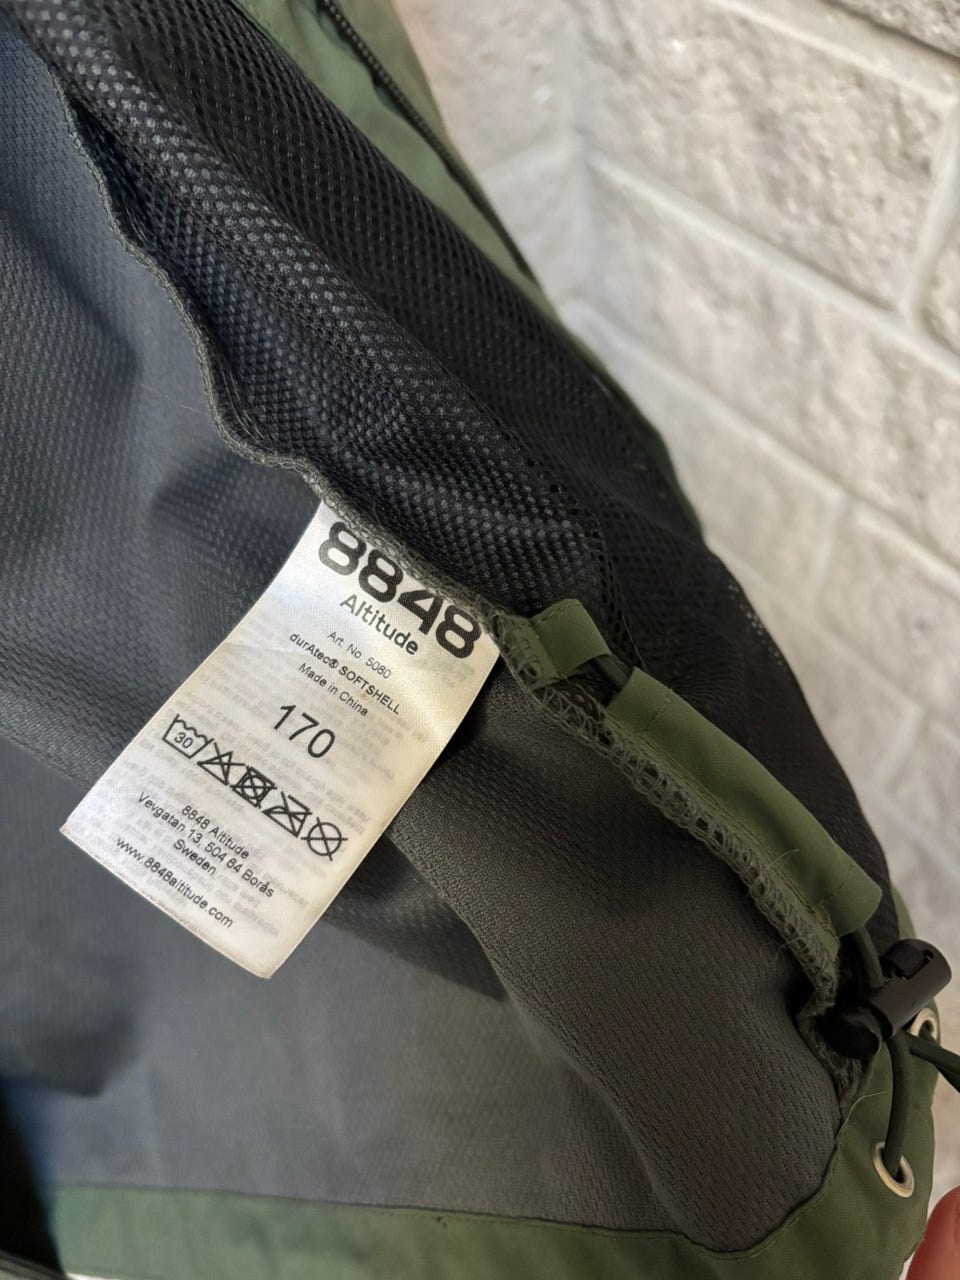 8848
Altitude
Art. No. 5080
durAtec® SOFTSHELL
Made in China
170
30
8848 Altitude
Vevgatan 13, 504 64 Borås
Sweden
www.8848altitude.com